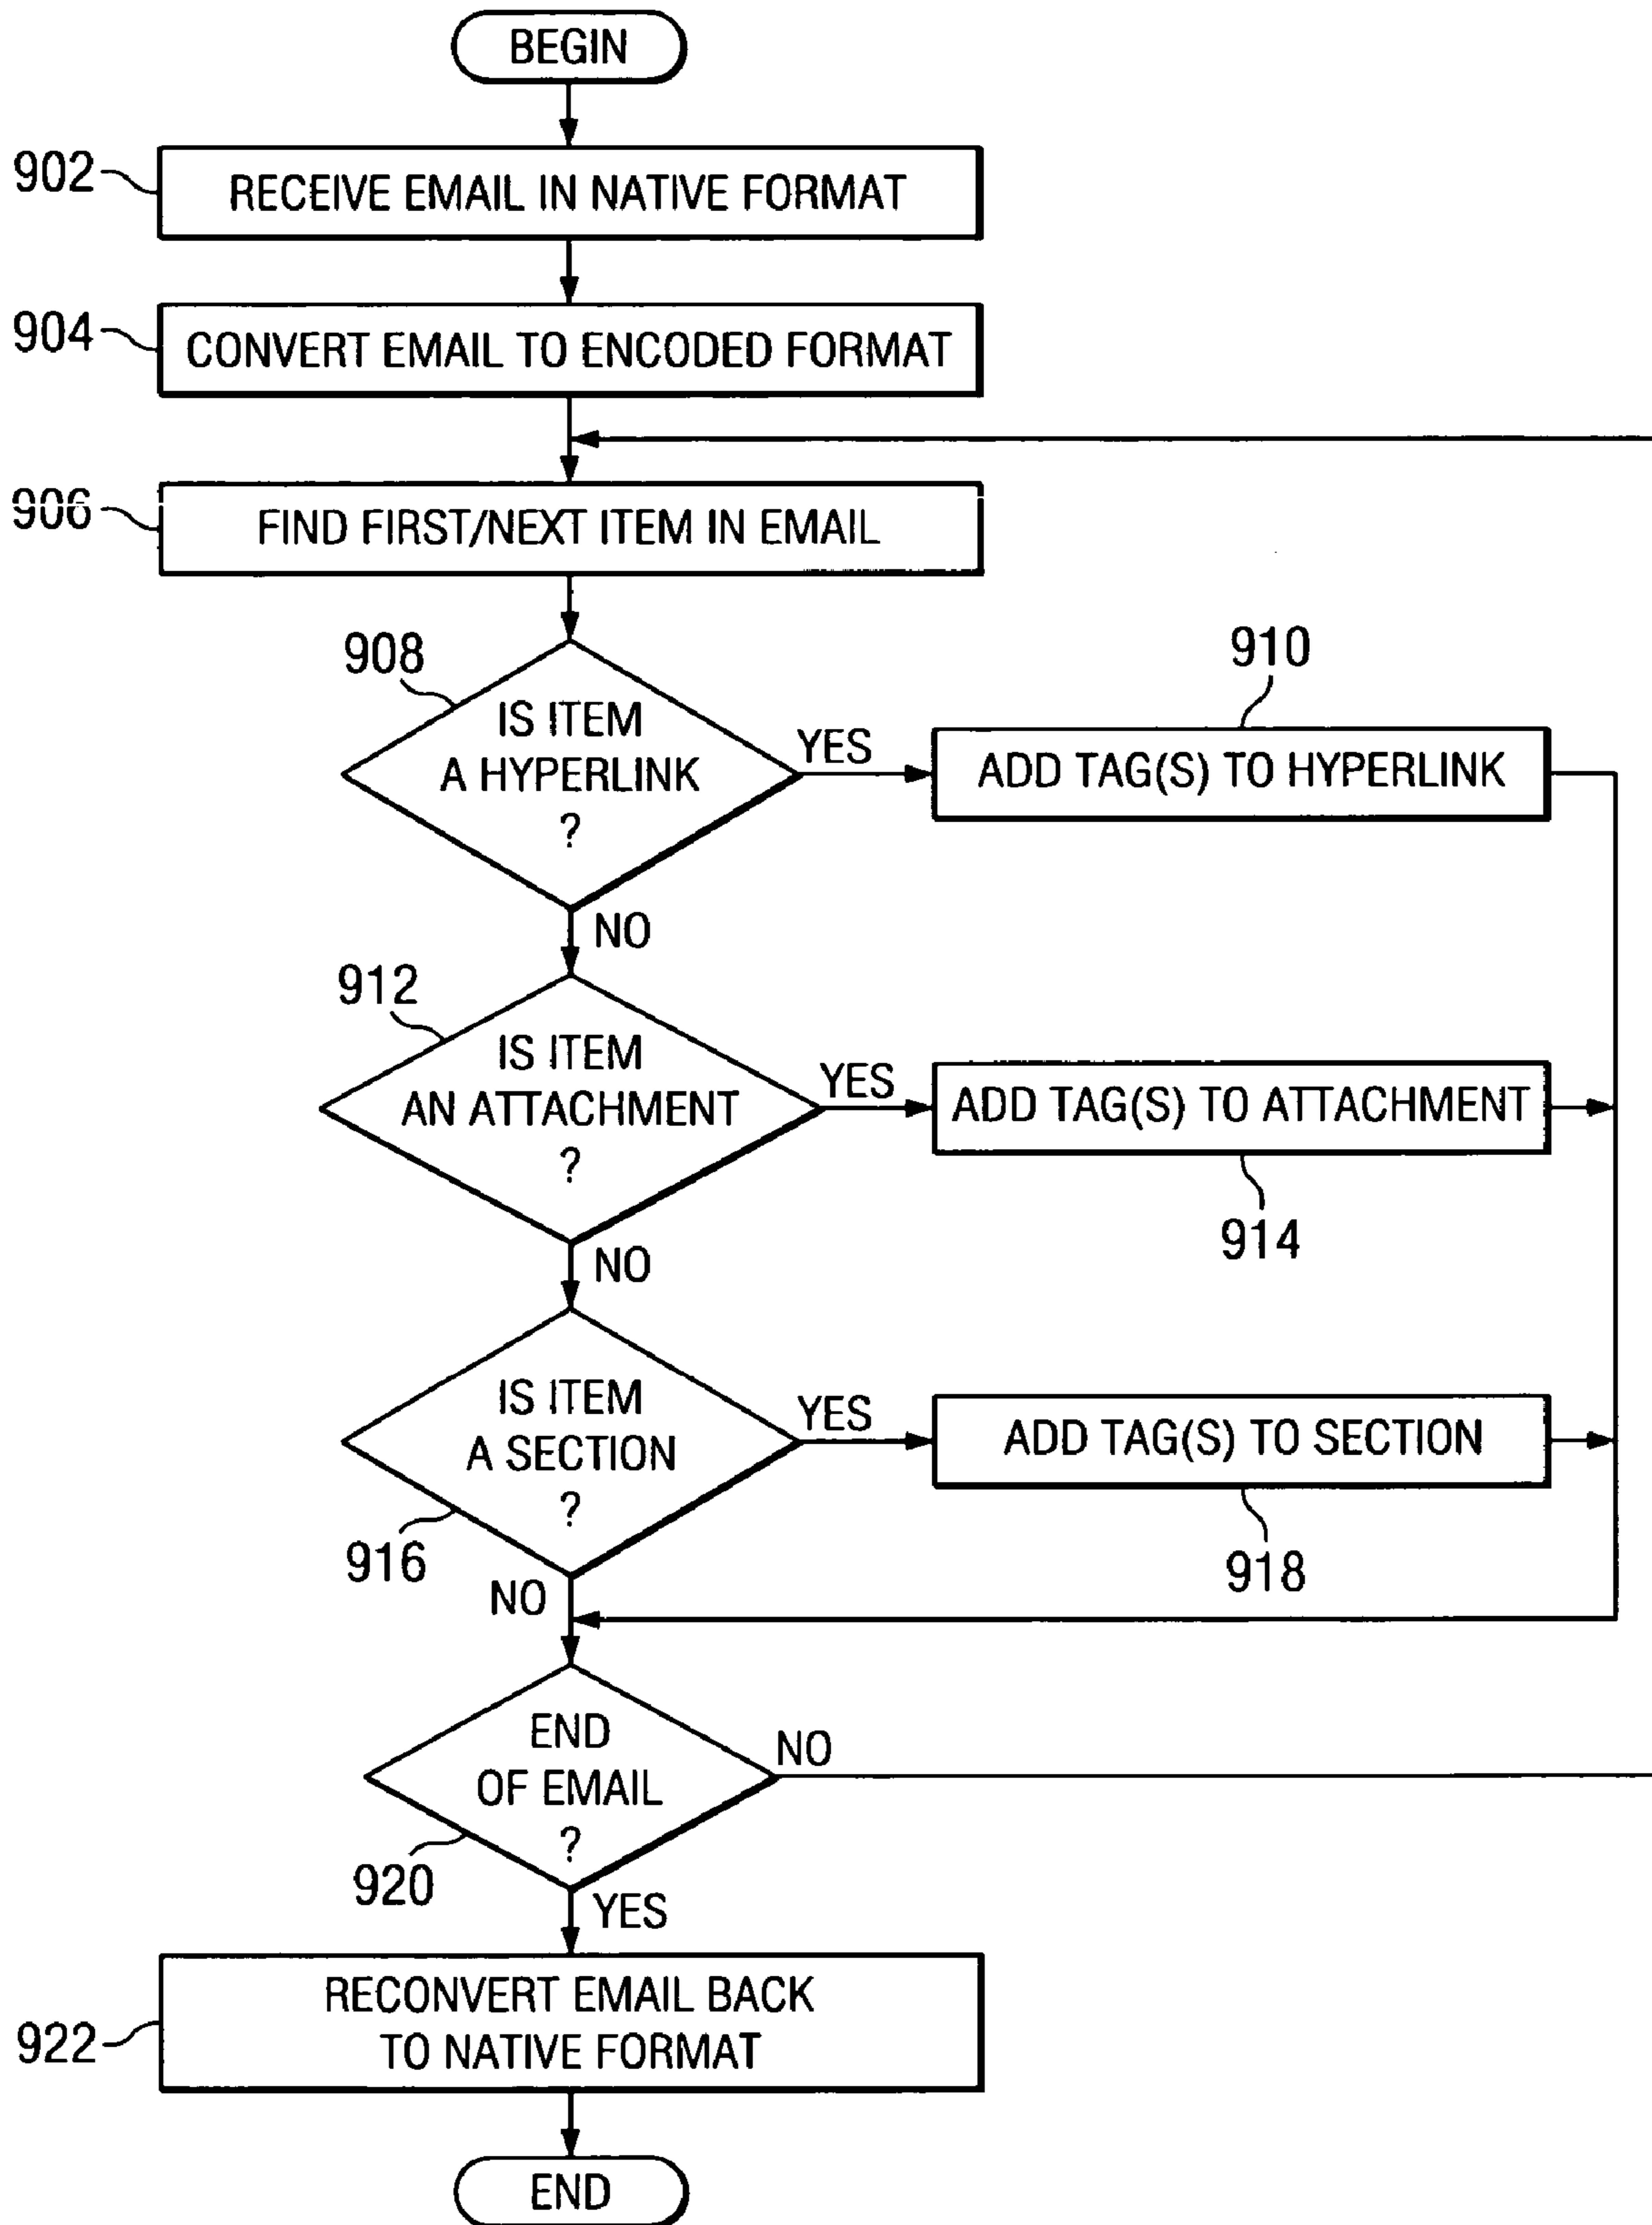 BEGIN
902
RECEIVE EMAIL IN NATIVE FORMAT
904
CONVERT EMAIL TO ENCODED FORMAT
906
FIND FIRST/NEXT ITEM IN EMAIL
908
IS ITEM
A HYPERLINK
?
YES
910
ADD TAG(S) TO HYPERLINK
NO
912
IS ITEM
AN ATTACHMENT
?
YES
ADD TAG(S) TO ATTACHMENT
914
NO
IS ITEM
A SECTION
?
916
YES
ADD TAG(S) TO SECTION
918
NO
END
OF EMAIL
?
920
NO
YES
RECONVERT EMAIL BACK
TO NATIVE FORMAT
922
END